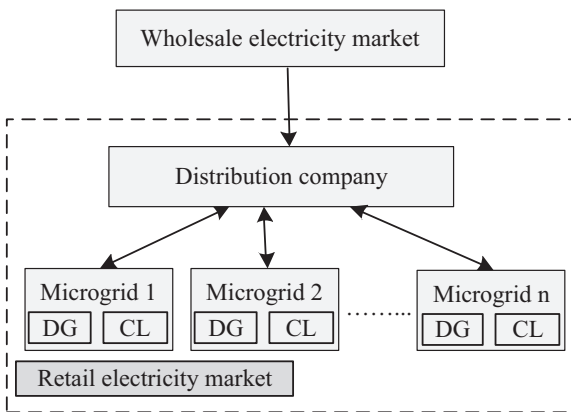 Wholesale electricity market
Distribution company
Microgrid 1
DG CL
Microgrid 2
DG CL
.........
Microgrid n
DG CL
Retail electricity market